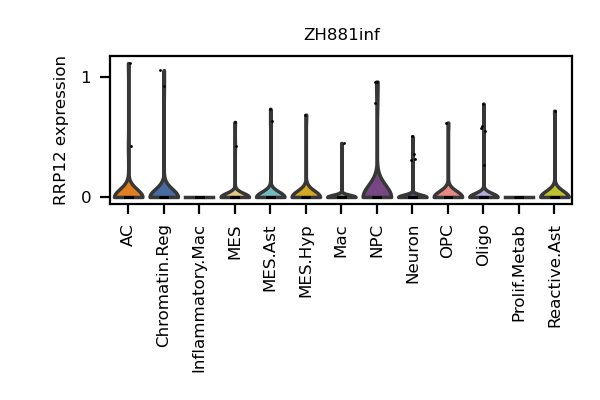 ZH881inf
RRP12 expression
1
0
AC
Chromatin.Reg
Inflammatory.Mac
MES
MES.Ast
MES.Hyp
Mac
NPC
Neuron
OPC
Oligo
Prolif.Metab
Reactive.Ast